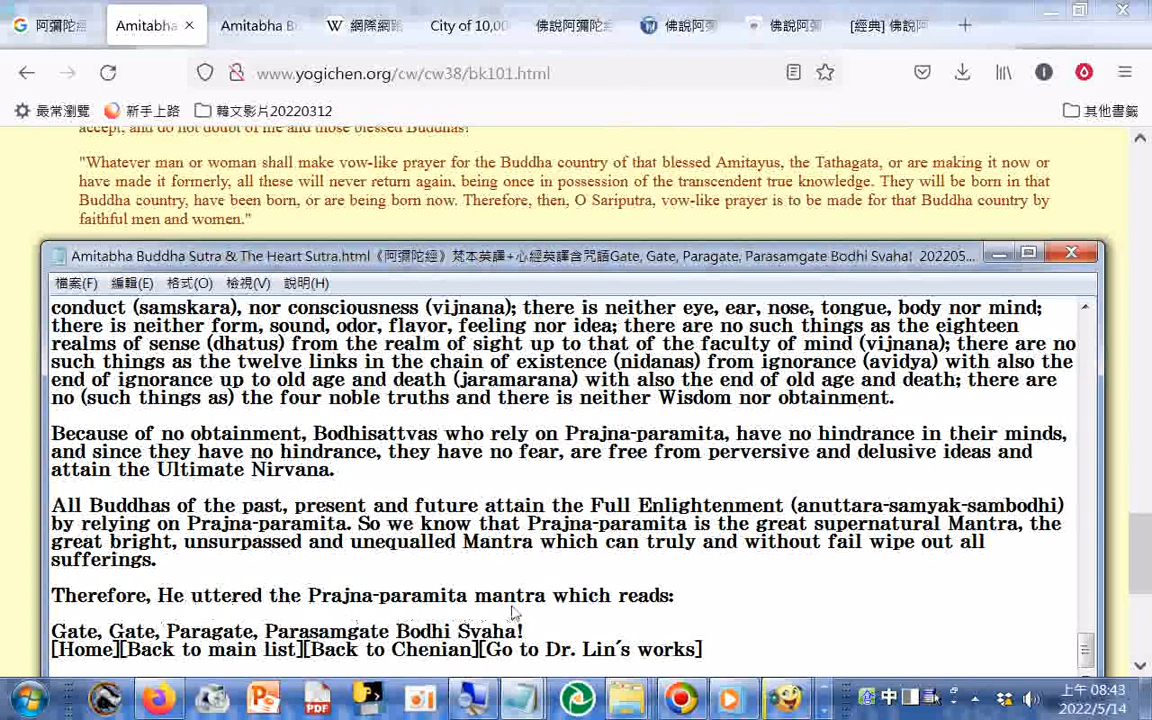 阿彌陀經
Amitabha
Amitabha B
網際網路
City of 10,00
佛說阿彌陀經
佛說阿彌
佛說阿彌
[經典] 佛說阿
www.yogichen.org/cw/cw38/bk101.html
最常瀏覽
新手上路
韓文影片20220312
其他書籤
accept, and do not doubt of me and those blessed Buddhas!
"Whatever man or woman shall make vow-like prayer for the Buddha country of that blessed Amitayus, the Tathagata, or are making it now or
have made it formerly, all these will never return again, being once in possession of the transcendent true knowledge. They will be born in that
Buddha country, have been born, or are being born now. Therefore, then, O Sariputra, vow-like prayer is to be made for that Buddha country by
faithful men and women."
Amitabha Buddha Sutra & The Heart Sutra.html《阿彌陀經》梵本英譯+心經英譯含咒語Gate, Gate, Paragate, Parasamgate Bodhi Svaha! 202205...
檔案(F) 編輯(E) 格式(O) 檢視(V) 說明(H)
conduct (samskara), nor consciousness (vijnana); there is neither eye, ear, nose, tongue, body nor mind;
there is neither form, sound, odor, flavor, feeling nor idea; there are no such things as the eighteen
realms of sense (dhatus) from the realm of sight up to that of the faculty of mind (vijnana); there are no
such things as the twelve links in the chain of existence (nidanas) from ignorance (avidya) with also the
end of ignorance up to old age and death (jaramarana) with also the end of old age and death; there are
no (such things as) the four noble truths and there is neither Wisdom nor obtainment.
Because of no obtainment, Bodhisattvas who rely on Prajna-paramita, have no hindrance in their minds,
and since they have no hindrance, they have no fear, are free from perversive and delusive ideas and
attain the Ultimate Nirvana.
All Buddhas of the past, present and future attain the Full Enlightenment (anuttara-samyak-sambodhi)
by relying on Prajna-paramita. So we know that Prajna-paramita is the great supernatural Mantra, the
great bright, unsurpassed and unequalled Mantra which can truly and without fail wipe out all
sufferings.
Therefore, He uttered the Prajna-paramita mantra which reads:
Gate, Gate, Paragate, Parasamgate Bodhi Svaha!
[Home][Back to main list][Back to Chenian][Go to Dr. Lin's works]
中
上午 08:43
2022/5/14